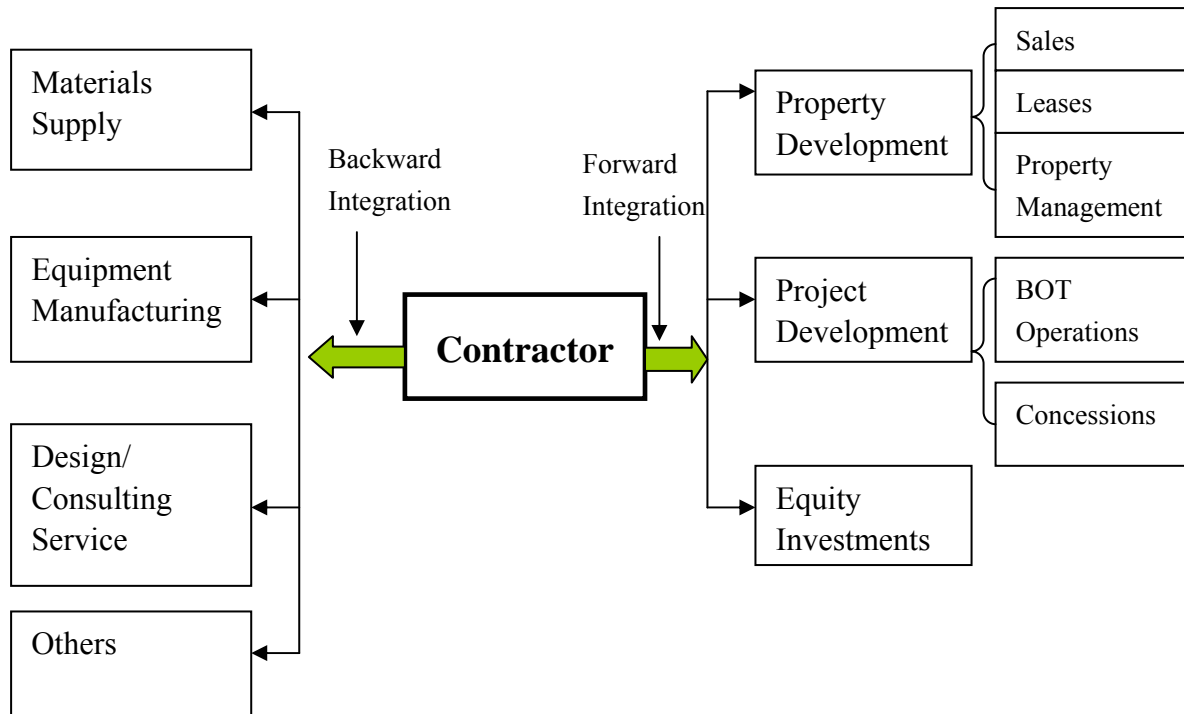 Materials
Supply
Equipment
Manufacturing
Design/
Consulting
Service
Others
Backward
Integration
Contractor
Forward
Integration
Property
Development
Sales
Leases
Property
Management
Project
Development
BOT
Operations
Concessions
Equity
Investments